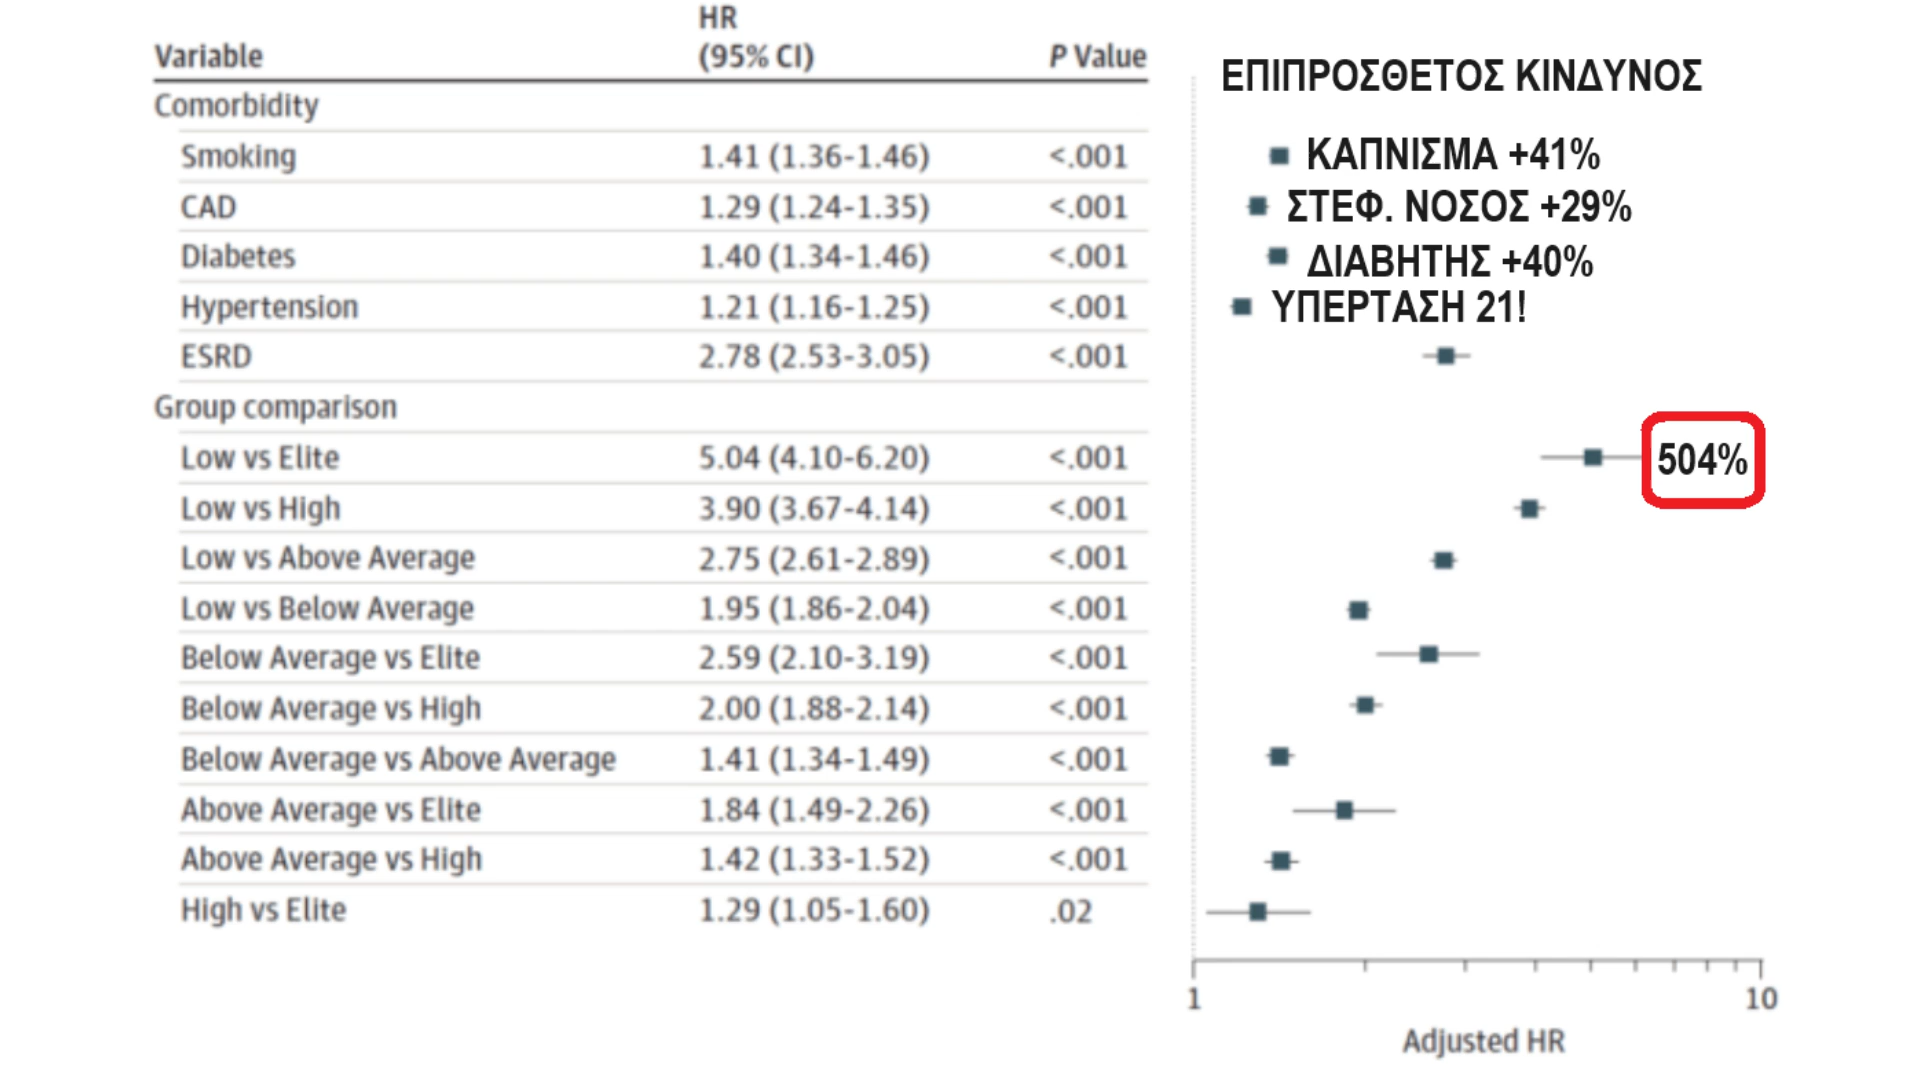 HR
Variable (95% CI) P Value
ΕΠΙΠΡΟΣΘΕΤΟΣ ΚΙΝΔΥΝΟΣ
Comorbidity
Smoking 1.41 (1.36-1.46) <.001 ΚΑΠΝΙΣΜΑ +41%
CAD 1.29 (1.24-1.35) <.001 ΣΤΕΦ. ΝΟΣΟΣ +29%
Diabetes 1.40 (1.34-1.46) <.001 ΔΙΑΒΗΤΗΣ +40%
Hypertension 1.21 (1.16-1.25) <.001 ΥΠΕΡΤΑΣΗ 21!
ESRD 2.78 (2.53-3.05) <.001
Group comparison
Low vs Elite 5.04 (4.10-6.20) <.001 504%
Low vs High 3.90 (3.67-4.14) <.001
Low vs Above Average 2.75 (2.61-2.89) <.001
Low vs Below Average 1.95 (1.86-2.04) <.001
Below Average vs Elite 2.59 (2.10-3.19) <.001
Below Average vs High 2.00 (1.88-2.14) <.001
Below Average vs Above Average 1.41 (1.34-1.49) <.001
Above Average vs Elite 1.84 (1.49-2.26) <.001
Above Average vs High 1.42 (1.33-1.52) <.001
High vs Elite 1.29 (1.05-1.60) .02
1 10
Adjusted HR